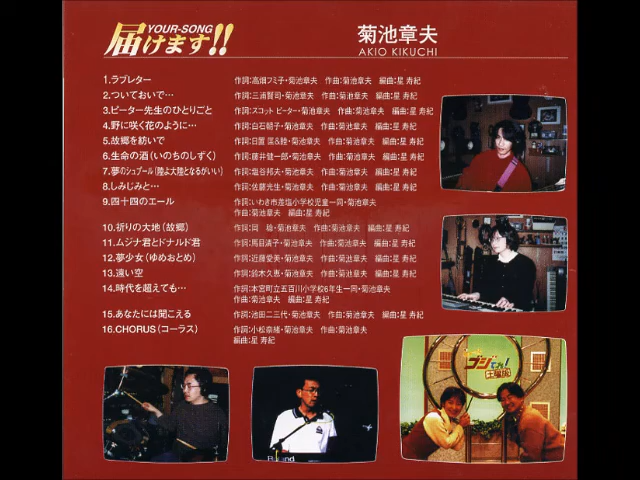 YOUR-SONG
届けます!!
菊池章夫
AKIO KIKUCHI
1.ラブレター 作詞:高畑フミ子・菊池章夫 作曲:菊池章夫 編曲:星 寿紀
2.ついておいで… 作詞:三浦賢司・菊池章夫 作曲:菊池章夫 編曲:星 寿紀
3.ピーター先生のひとりごと 作詞:スコット ピーター・菊池章夫 作曲:菊池章夫 編曲:星 寿紀
4.野に咲く花のように… 作詞:白石朝子・菊池章夫 作曲:菊池章夫 編曲:星 寿紀
5.故郷を紡いで 作詞:日置 匡&睦・菊池章夫 作曲:菊池章夫 編曲:星 寿紀
6.生命の酒(いのちのしずく) 作詞:藤井健一郎・菊池章夫 作曲:菊池章夫 編曲:星 寿紀
7.夢のシュプール(陸よ大陸となるがいい) 作詞:塩谷邦夫・菊池章夫 作曲:菊池章夫 編曲:星 寿紀
8.しみじみと… 作詞:佐藤光生・菊池章夫 作曲:菊池章夫 編曲:星 寿紀
9.四十四のエール 作詞:いわき市産塩小学校児童一同・菊池章夫
作曲:菊池章夫 編曲:星 寿紀
10.祈りの大地(故郷) 作詞:岡 稔・菊池章夫 作曲:菊池章夫 編曲:星 寿紀
11.ムジナ君とドナルド君 作詞:馬目清子・菊池章夫 作曲:菊池章夫 編曲:星 寿紀
12.夢少女(ゆめおとめ) 作詞:近藤愛美・菊池章夫 作曲:菊池章夫 編曲:星 寿紀
13.遠い空 作詞:鈴木久恵・菊池章夫 作曲:菊池章夫 編曲:星 寿紀
14.時代を超えても… 作詞:本宮町立五百川小学校6年生一同・菊池章夫
作曲:菊池章夫 編曲:星 寿紀
15.あなたには聞こえる 作詞:池田二三代・菊池章夫 作曲:菊池章夫 編曲:星 寿紀
16.CHORUS(コーラス) 作詞:小松奈緒・菊池章夫 作曲:菊池章夫
編曲:星 寿紀
ゴジてれ!
土曜版
Roland